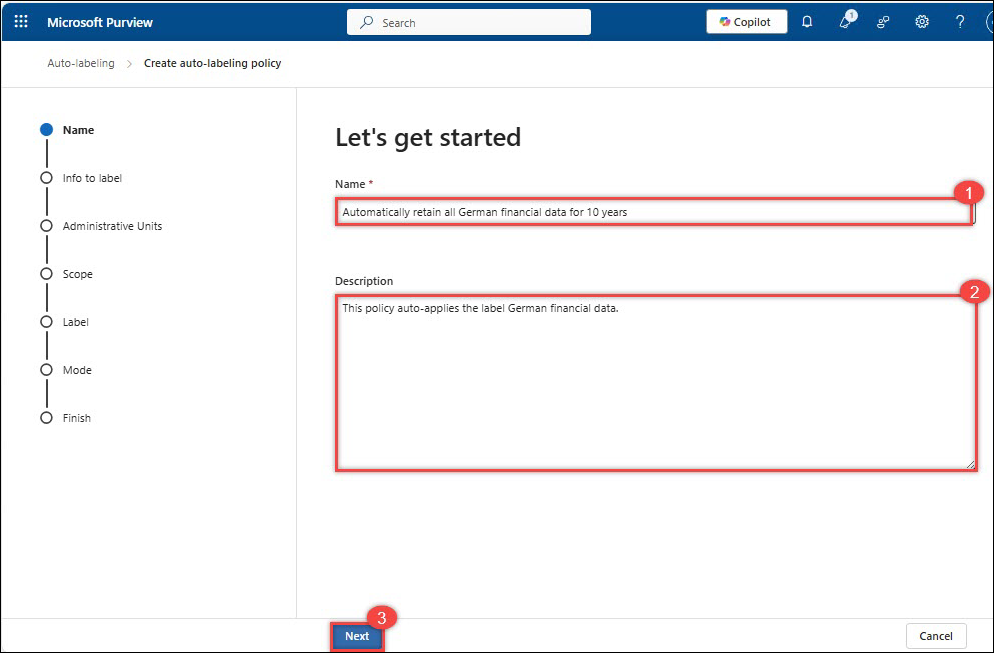 Microsoft Purview
Search
Copilot
1
?
Auto-labeling > Create auto-labeling policy
Name
Info to label
Administrative Units
Scope
Label
Mode
Finish
Let's get started
Name *
1
Automatically retain all German financial data for 10 years
Description
2
This policy auto-applies the label German financial data.
3
Next
Cancel